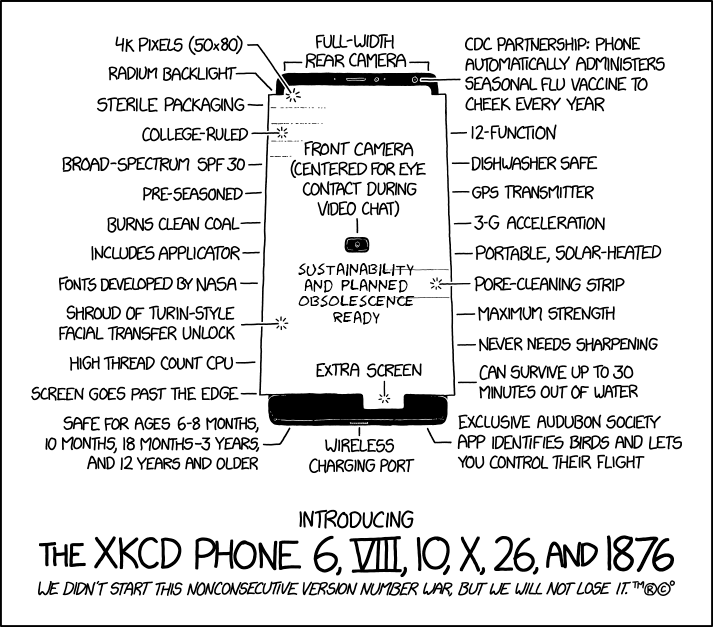 4K PIXELS (50x80)
RADIUM BACKLIGHT
STERILE PACKAGING
COLLEGE-RULED
BROAD-SPECTRUM SPF 30
PRE-SEASONED
BURNS CLEAN COAL
INCLUDES APPLICATOR
FONTS DEVELOPED BY NASA
SHROUD OF TURIN-STYLE
FACIAL TRANSFER UNLOCK
HIGH THREAD COUNT CPU
SCREEN GOES PAST THE EDGE
SAFE FOR AGES 6-8 MONTHS,
10 MONTHS, 18 MONTHS-3 YEARS,
AND 12 YEARS AND OLDER
FULL-WIDTH
REAR CAMERA
FRONT CAMERA
(CENTERED FOR EYE
CONTACT DURING
VIDEO CHAT)
SUSTAINABILITY
AND PLANNED
OBSOLESCENCE
READY
EXTRA SCREEN
WIRELESS
CHARGING PORT
CDC PARTNERSHIP: PHONE
AUTOMATICALLY ADMINISTERS
SEASONAL FLU VACCINE TO
CHEEK EVERY YEAR
12-FUNCTION
DISHWASHER SAFE
GPS TRANSMITTER
3-G ACCELERATION
PORTABLE, SOLAR-HEATED
PORE-CLEANING STRIP
MAXIMUM STRENGTH
NEVER NEEDS SHARPENING
CAN SURVIVE UP TO 30
MINUTES OUT OF WATER
EXCLUSIVE AUDUBON SOCIETY
APP IDENTIFIES BIRDS AND LETS
YOU CONTROL THEIR FLIGHT
INTRODUCING
THE XKCD PHONE 6, VIII, 10, X, 26, AND 1876
WE DIDN'T START THIS NONCONSECUTIVE VERSION NUMBER WAR, BUT WE WILL NOT LOSE IT.™®©°